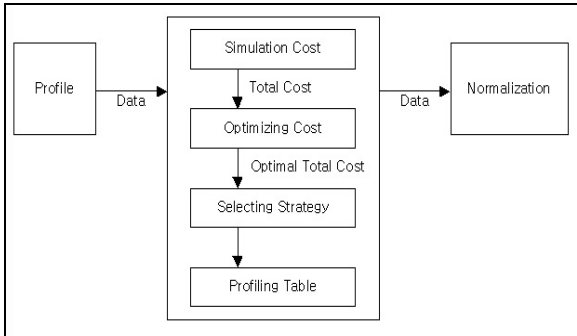 Profile
Data
Simulation Cost
Total Cost
Optimizing Cost
Optimal Total Cost
Selecting Strategy
Profiling Table
Data
Normalization